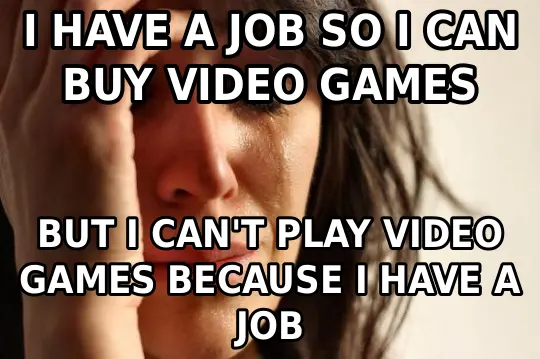 I HAVE A JOB SO I CAN
BUY VIDEO GAMES
BUT I CAN'T PLAY VIDEO
GAMES BECAUSE I HAVE A
JOB